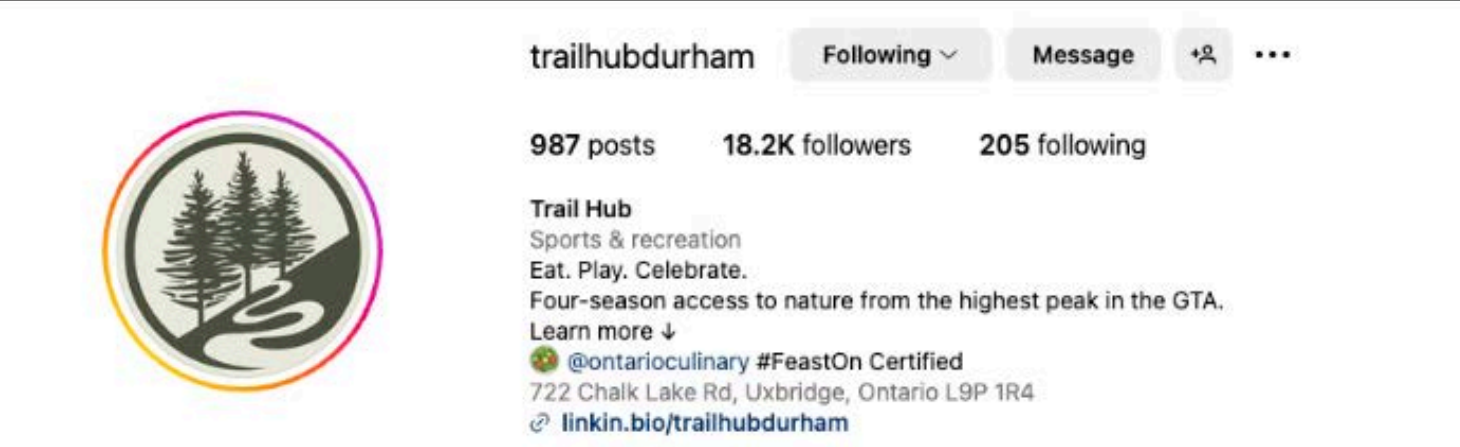 trailhubdurham Following Message
987 posts 18.2K followers 205 following
Trail Hub
Sports & recreation
Eat. Play. Celebrate.
Four-season access to nature from the highest peak in the GTA.
Learn more ↓
@ontarioculinary #FeastOn Certified
722 Chalk Lake Rd, Uxbridge, Ontario L9P 1R4
linkin.bio/trailhubdurham